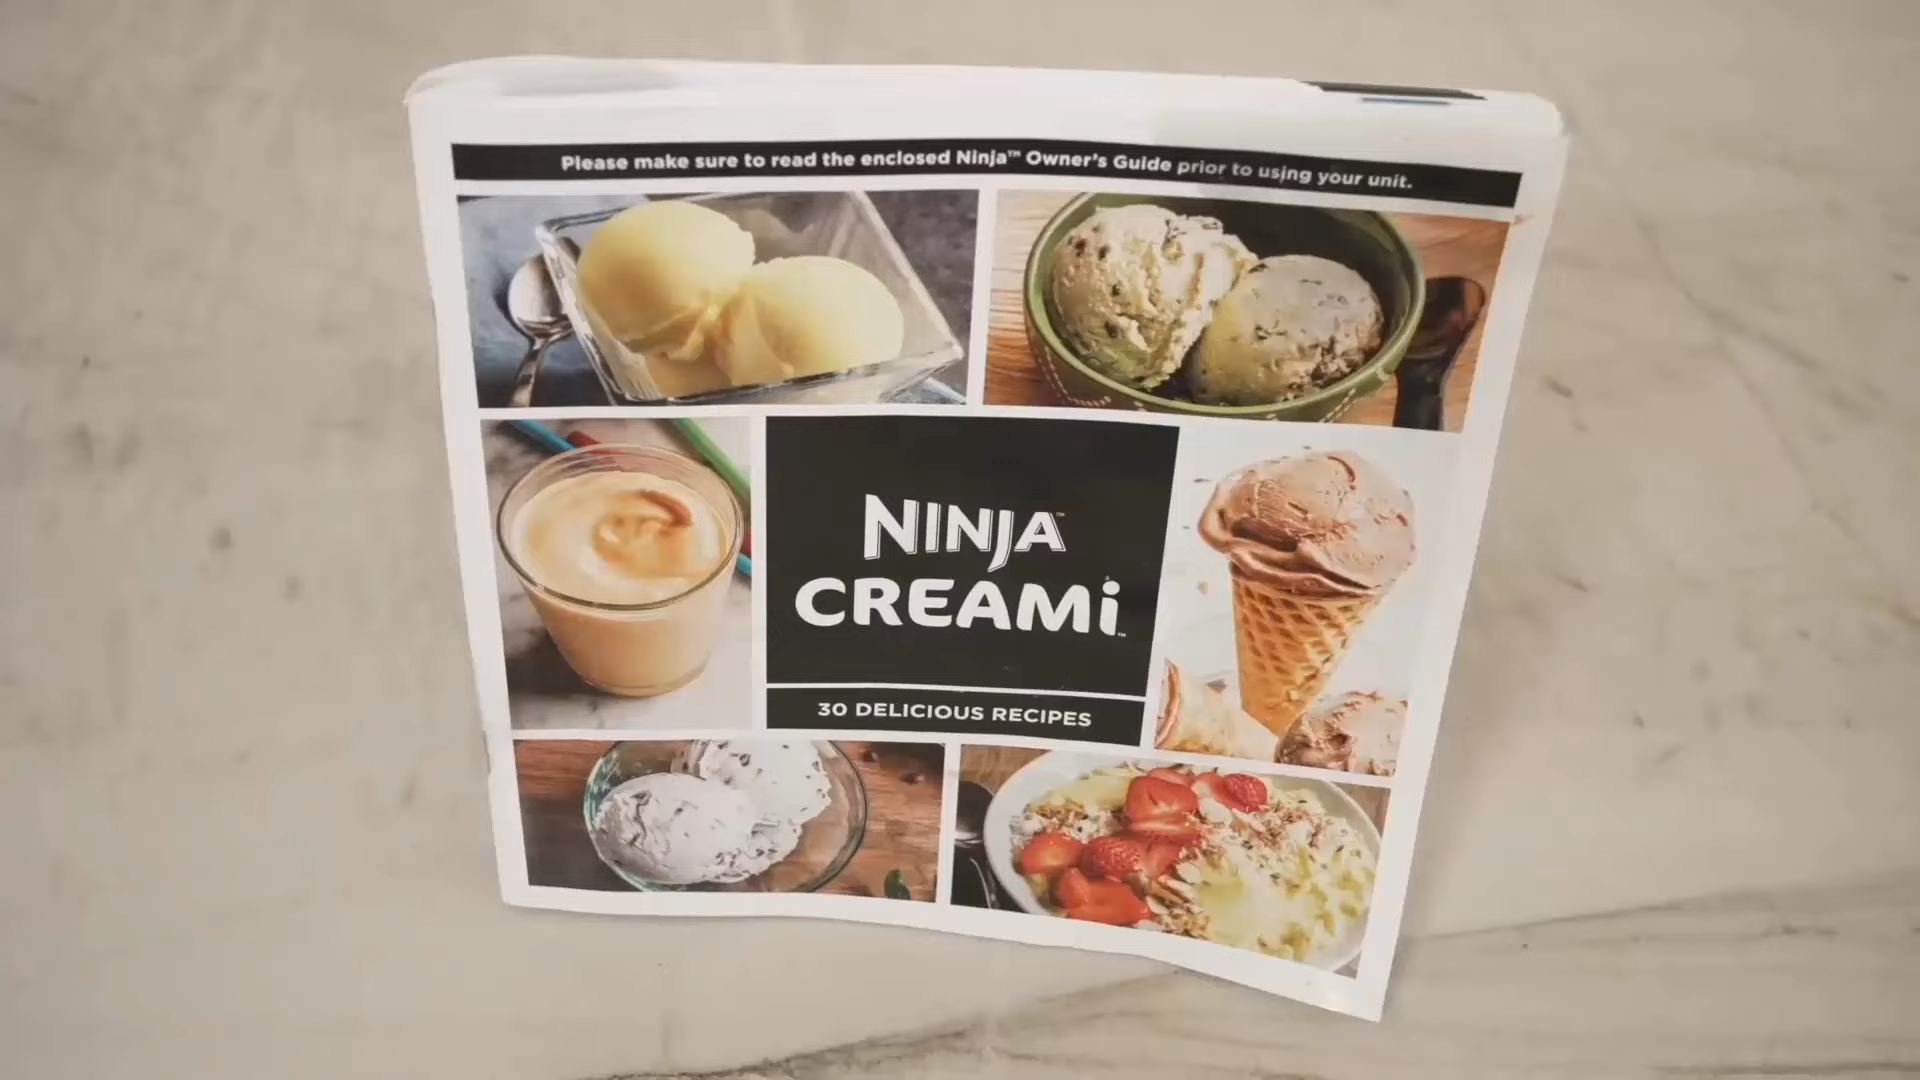 Please make sure to read the enclosed Ninja™ Owner's Guide prior to using your unit.
NINJA™
CREAMi™
30 DELICIOUS RECIPES